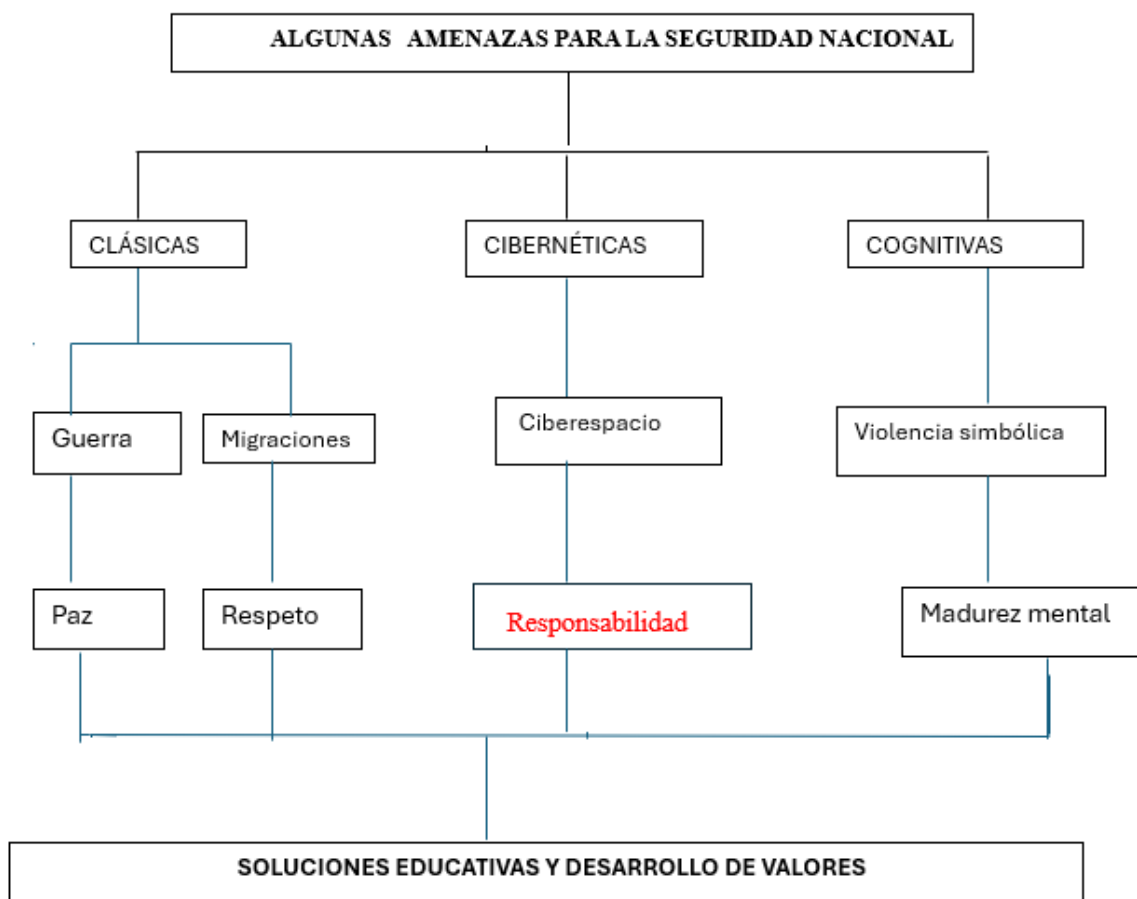 ALGUNAS AMENAZAS PARA LA SEGURIDAD NACIONAL
CLÁSICAS
CIBERNÉTICAS
COGNITIVAS
Guerra
Migraciones
Ciberespacio
Violencia simbólica
Paz
Respeto
Responsabilidad
Madurez mental
SOLUCIONES EDUCATIVAS Y DESARROLLO DE VALORES